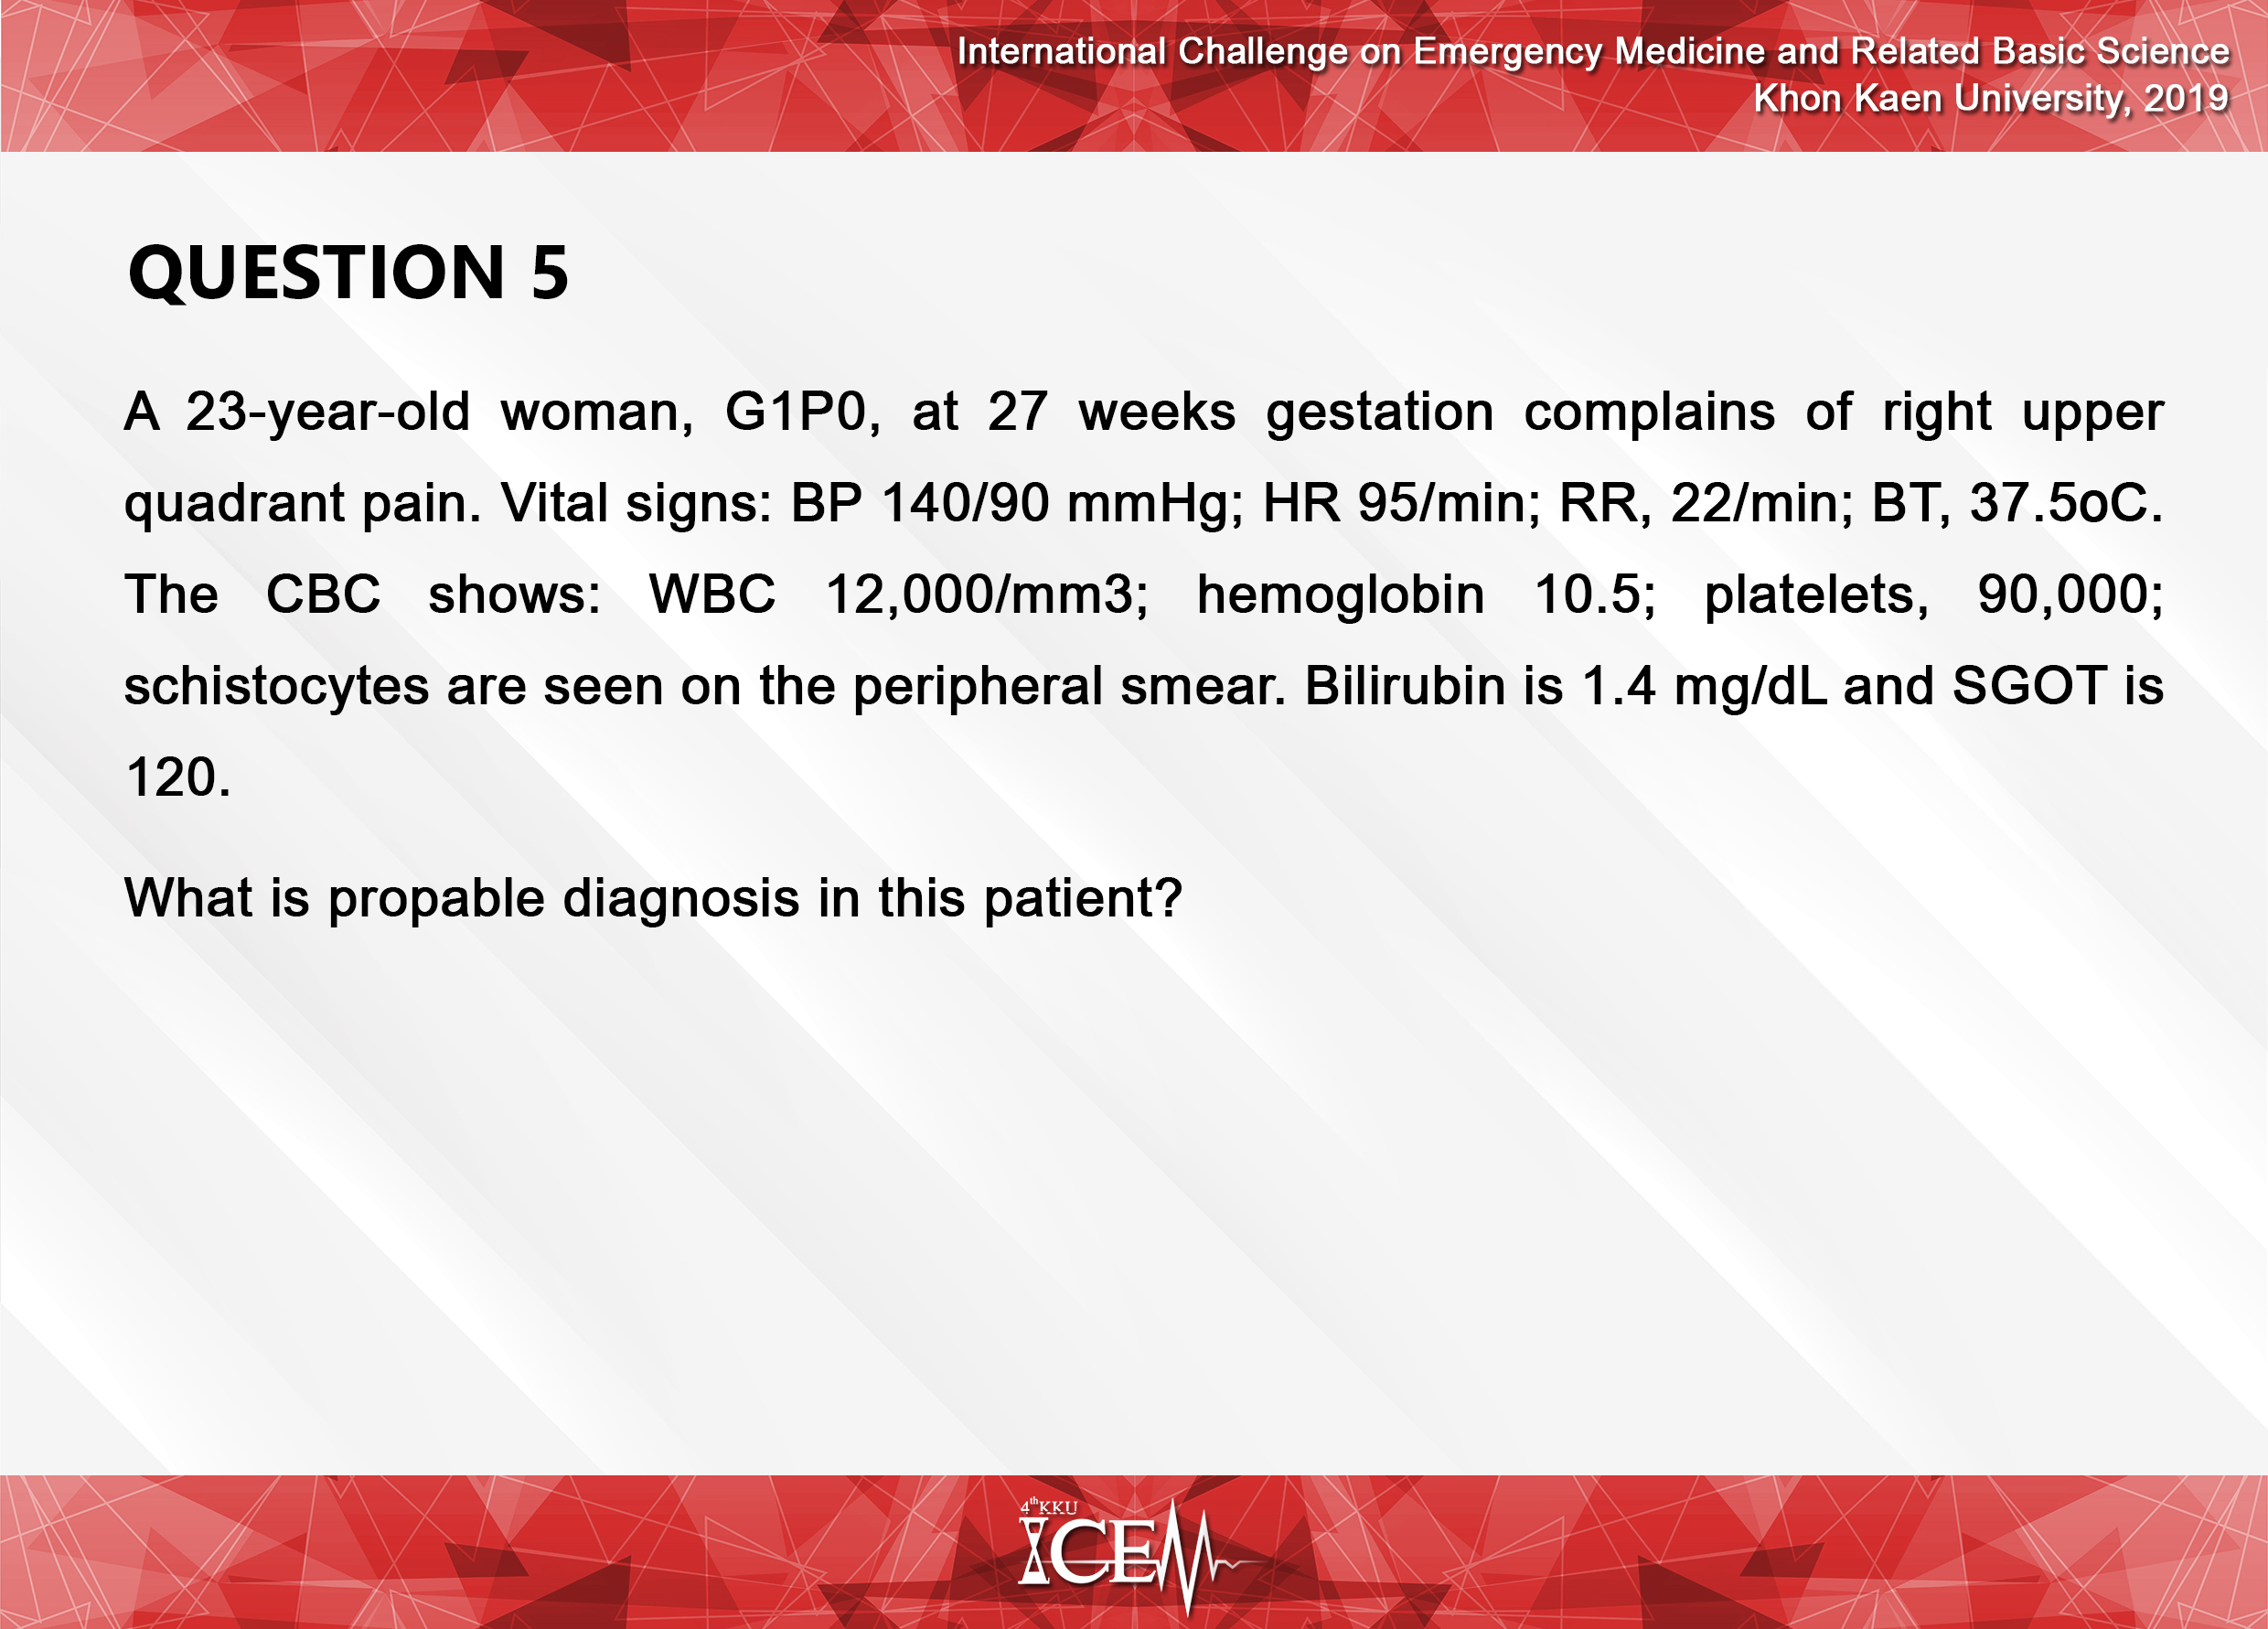 International Challenge on Emergency Medicine and Related Basic Science
Khon Kaen University, 2019
QUESTION 5
A 23-year-old woman, G1P0, at 27 weeks gestation complains of right upper
quadrant pain. Vital signs: BP 140/90 mmHg; HR 95/min; RR, 22/min; BT, 37.5oC.
The CBC shows: WBC 12,000/mm3; hemoglobin 10.5; platelets, 90,000;
schistocytes are seen on the peripheral smear. Bilirubin is 1.4 mg/dL and SGOT is
120.
What is propable diagnosis in this patient?
4th KKU
ICEM